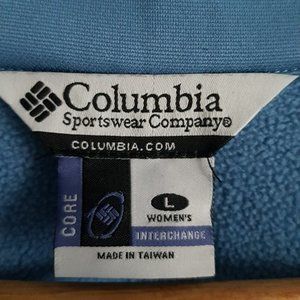 Columbia
Sportswear Company®
COLUMBIA.COM
CORE
L
WOMEN'S
INTERCHANGE
MADE IN TAIWAN